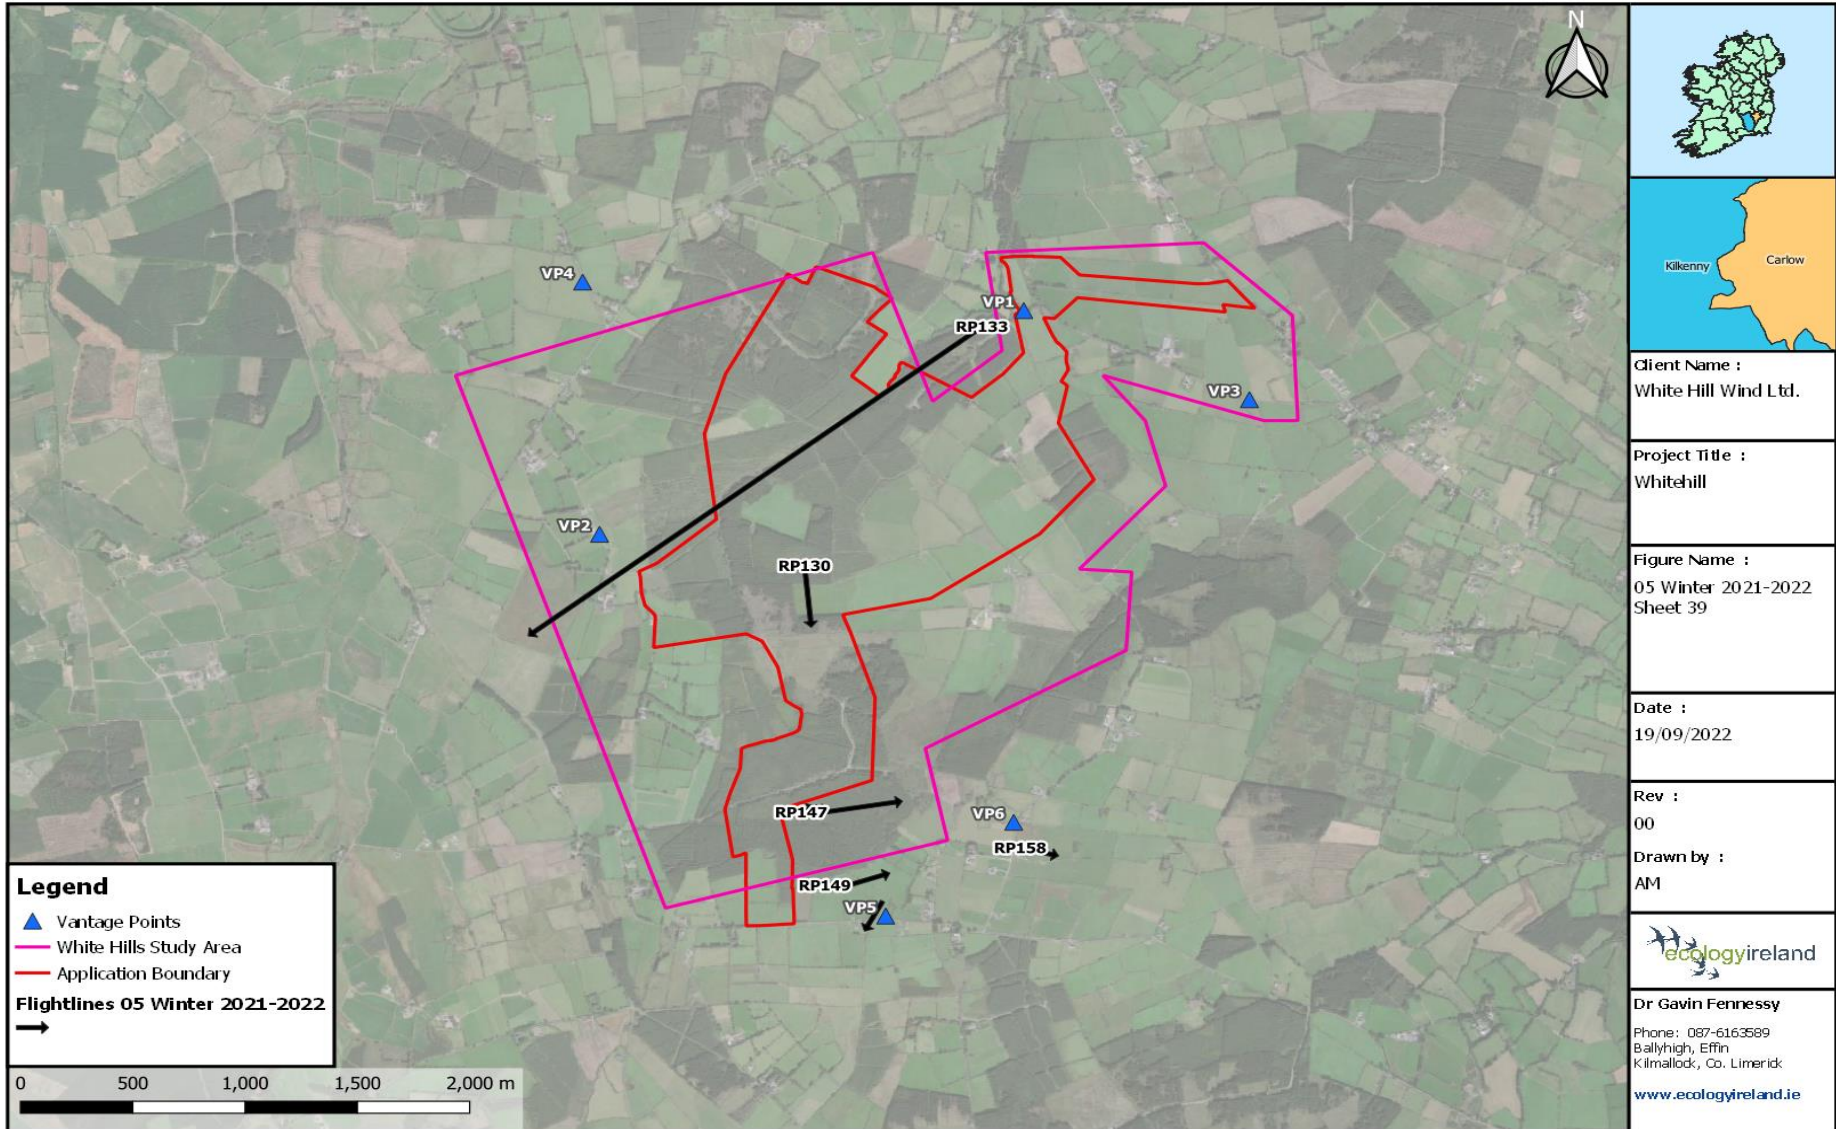 N
VP4
VP1
RP133
VP3
VP2
RP130
RP147
VP6
RP158
RP149
VP5
Legend
Vantage Points
White Hills Study Area
Application Boundary
Flightlines 05 Winter 2021-2022
0 500 1,000 1,500 2,000 m
Kilkenny
Carlow
Client Name :
White Hill Wind Ltd.
Project Title :
Whitehill
Figure Name :
05 Winter 2021-2022
Sheet 39
Date :
19/09/2022
Rev :
00
Drawn by :
AM
ecologyireland
Dr Gavin Fennessy
Phone: 087-6163589
Ballyhigh, Effin
Kilmallock, Co. Limerick
www.ecologyireland.ie